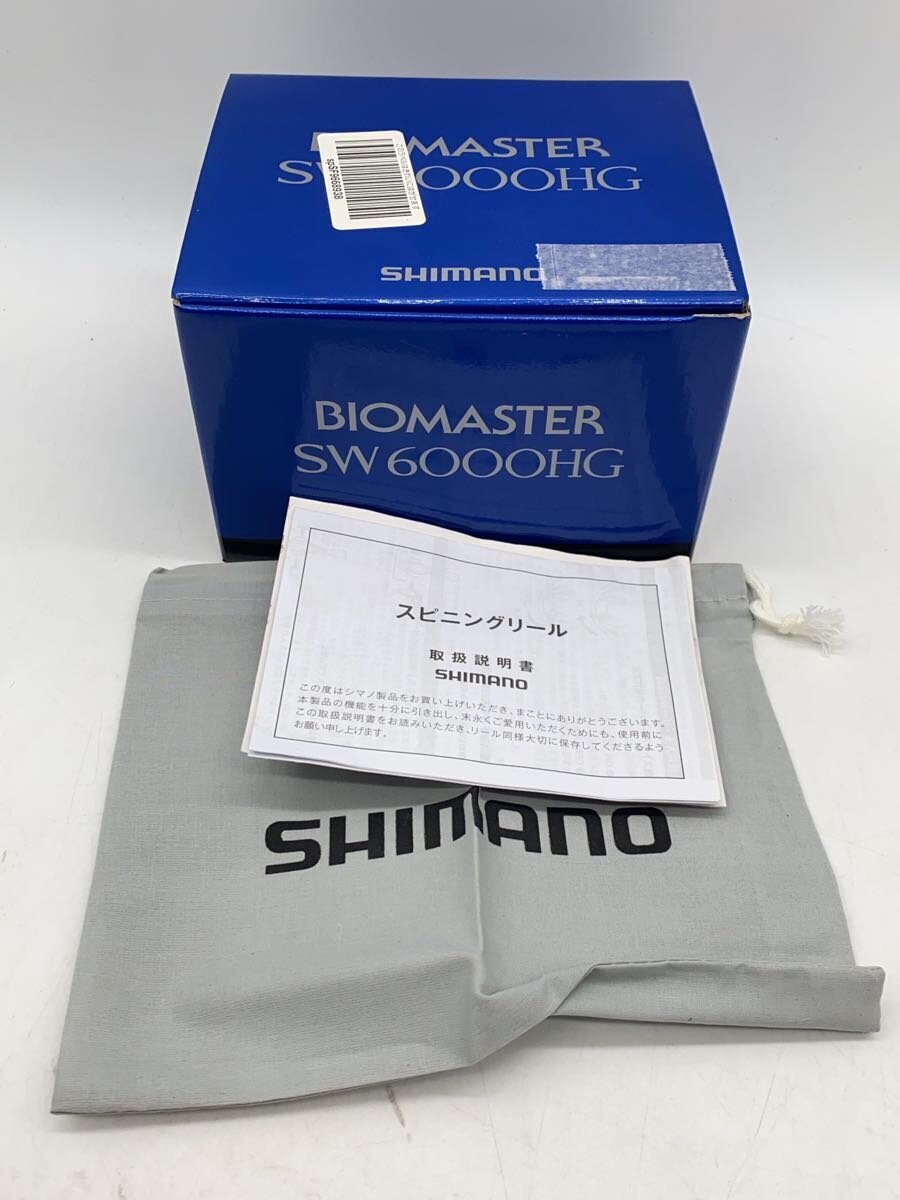 BIOMASTER
SW 6000HG
spSF9668938
SHIMANO
BIOMASTER
SW 6000HG
スピニングリール
取扱説明書
SHIMANO
この度はシマノ製品をお買い上げいただき、まことにありがとうございます。
本製品の機能を十分に引き出し、末永くご愛用いただくためにも、使用前に
この取扱説明書をお読みいただき、リール同様大切に保存してくださるよう
お願い申し上げます。
SHIMANO